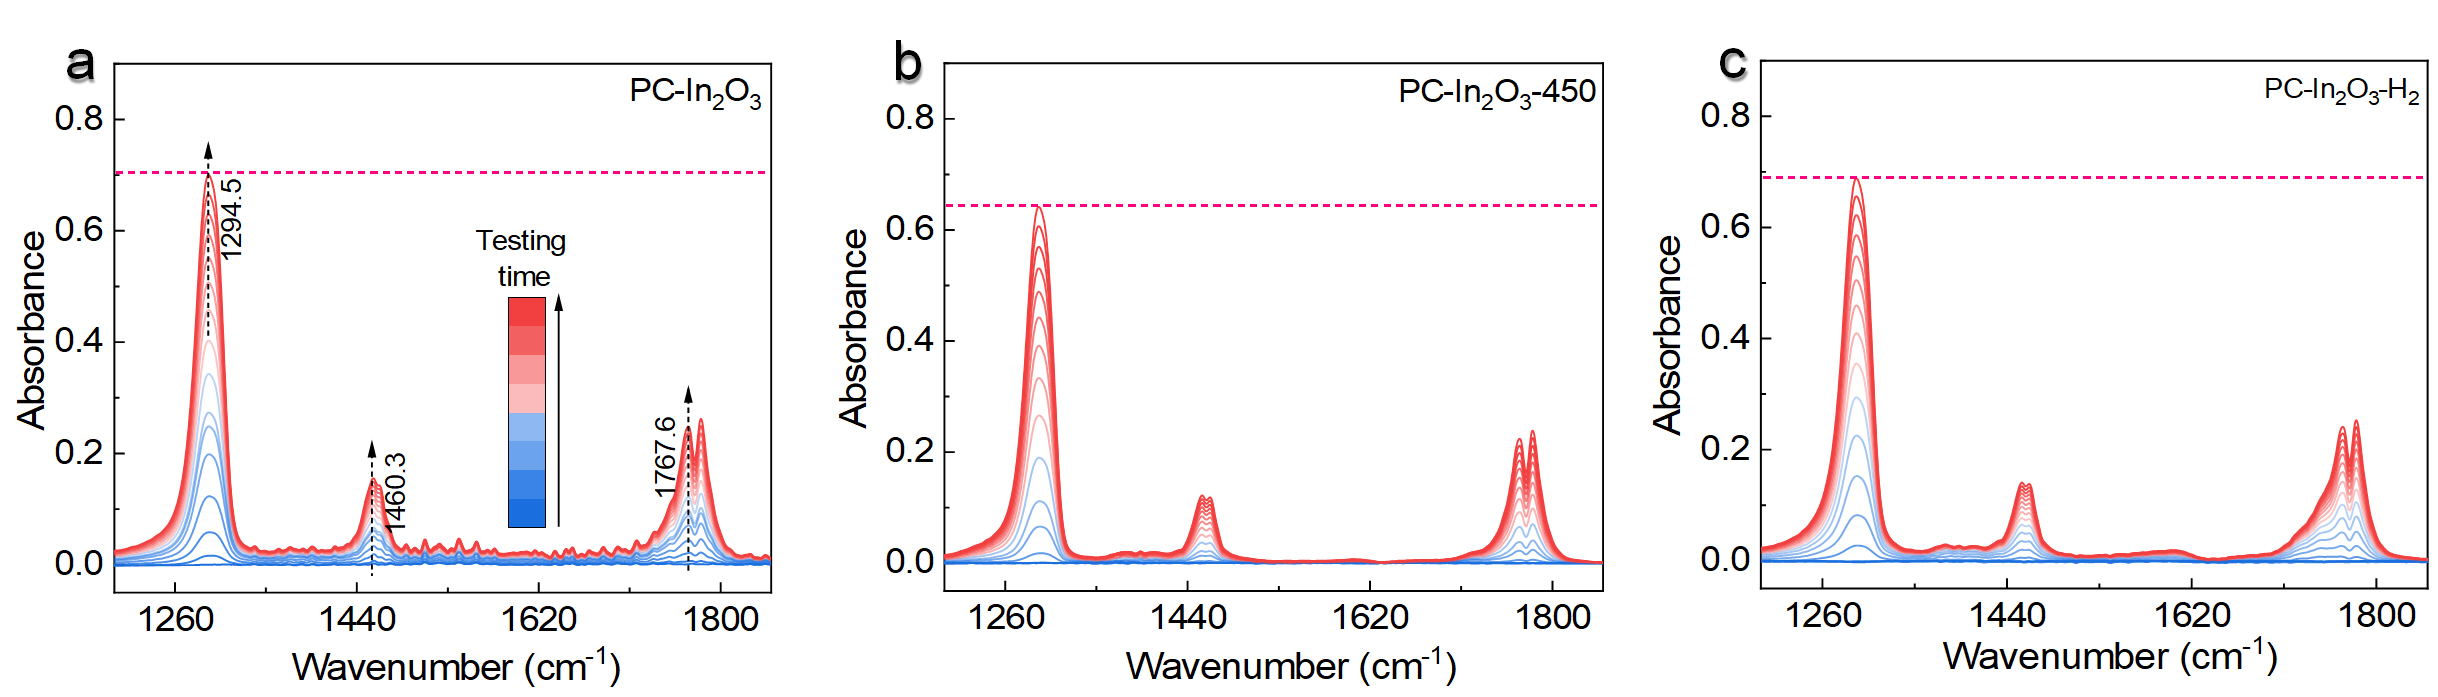 a
PC-In₂O₃
0.8
0.6
0.4
0.2
0.0
Absorbance
1294.5
1460.3
1767.6
Testing
time
1260
1440
1620
1800
Wavenumber (cm⁻¹)
b
PC-In₂O₃-450
0.8
0.6
0.4
0.2
0.0
Absorbance
1260
1440
1620
1800
Wavenumber (cm⁻¹)
c
PC-In₂O₃-H₂
0.8
0.6
0.4
0.2
0.0
Absorbance
1260
1440
1620
1800
Wavenumber (cm⁻¹)